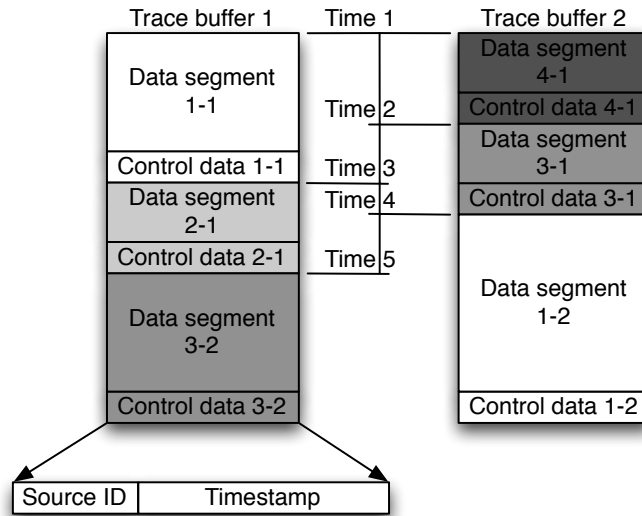 Trace buffer 1
Data segment
1-1
Control data 1-1
Data segment
2-1
Control data 2-1
Data segment
3-2
Control data 3-2
Source ID
Timestamp
Time 1
Time 2
Time 3
Time 4
Time 5
Trace buffer 2
Data segment
4-1
Control data 4-1
Data segment
3-1
Control data 3-1
Data segment
1-2
Control data 1-2